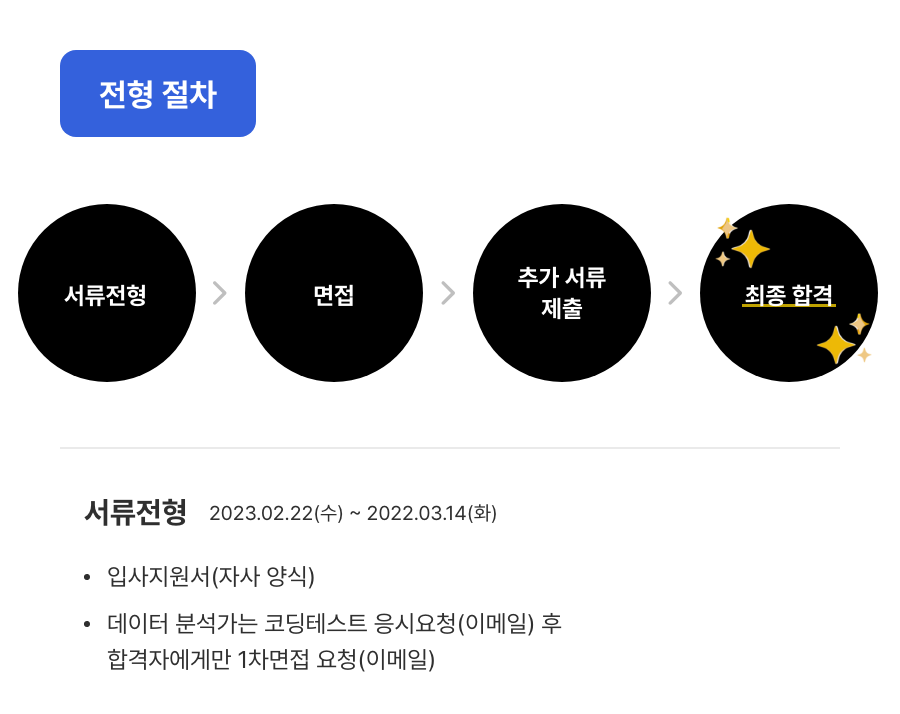 전형 절차
서류전형
면접
추가 서류
제출
최종 합격
서류전형 2023.02.22(수) ~ 2022.03.14(화)
• 입사지원서(자사 양식)
• 데이터 분석가는 코딩테스트 응시요청(이메일) 후
합격자에게만 1차면접 요청(이메일)